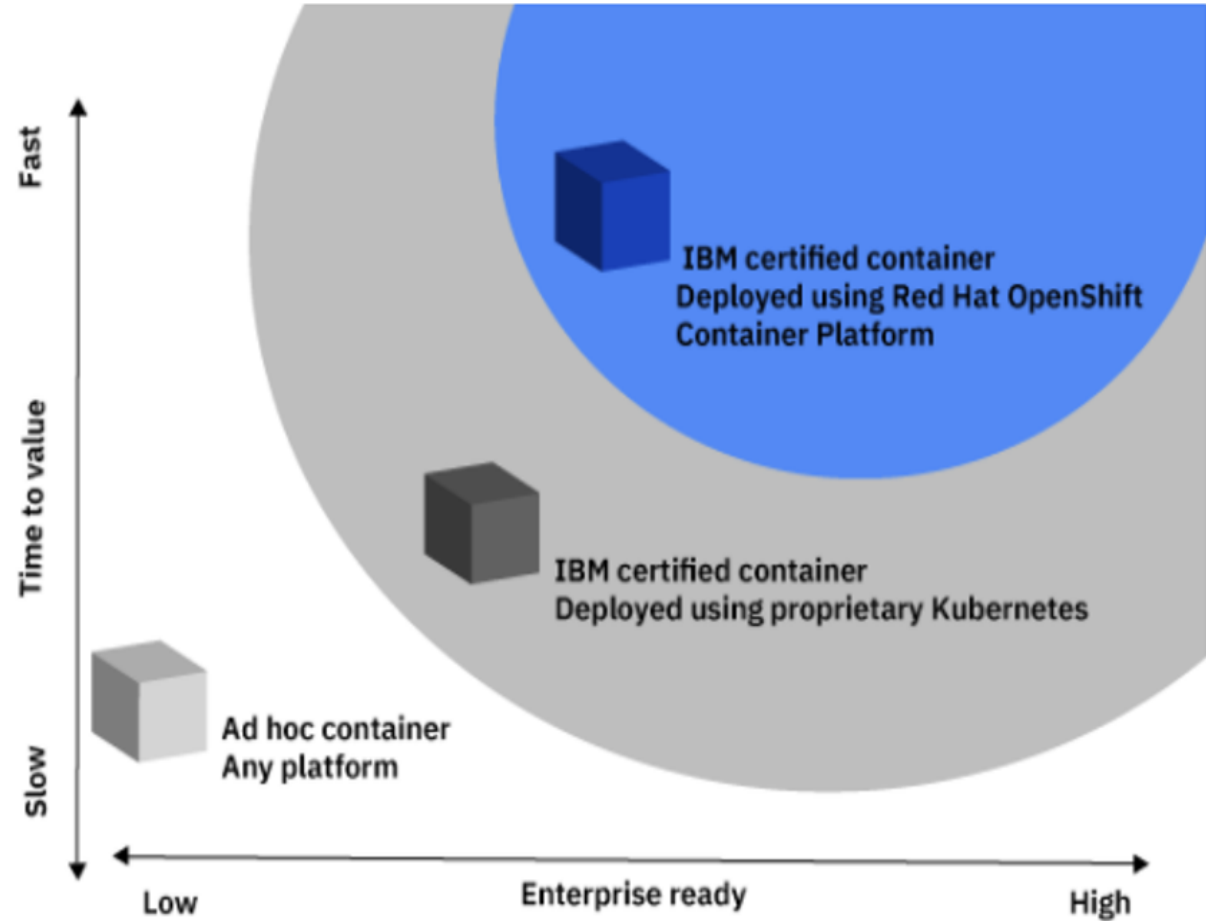 Fast
IBM certified container
Deployed using Red Hat OpenShift
Container Platform
Time to value
IBM certified container
Deployed using proprietary Kubernetes
Ad hoc container
Any platform
Slow
Low
Enterprise ready
High